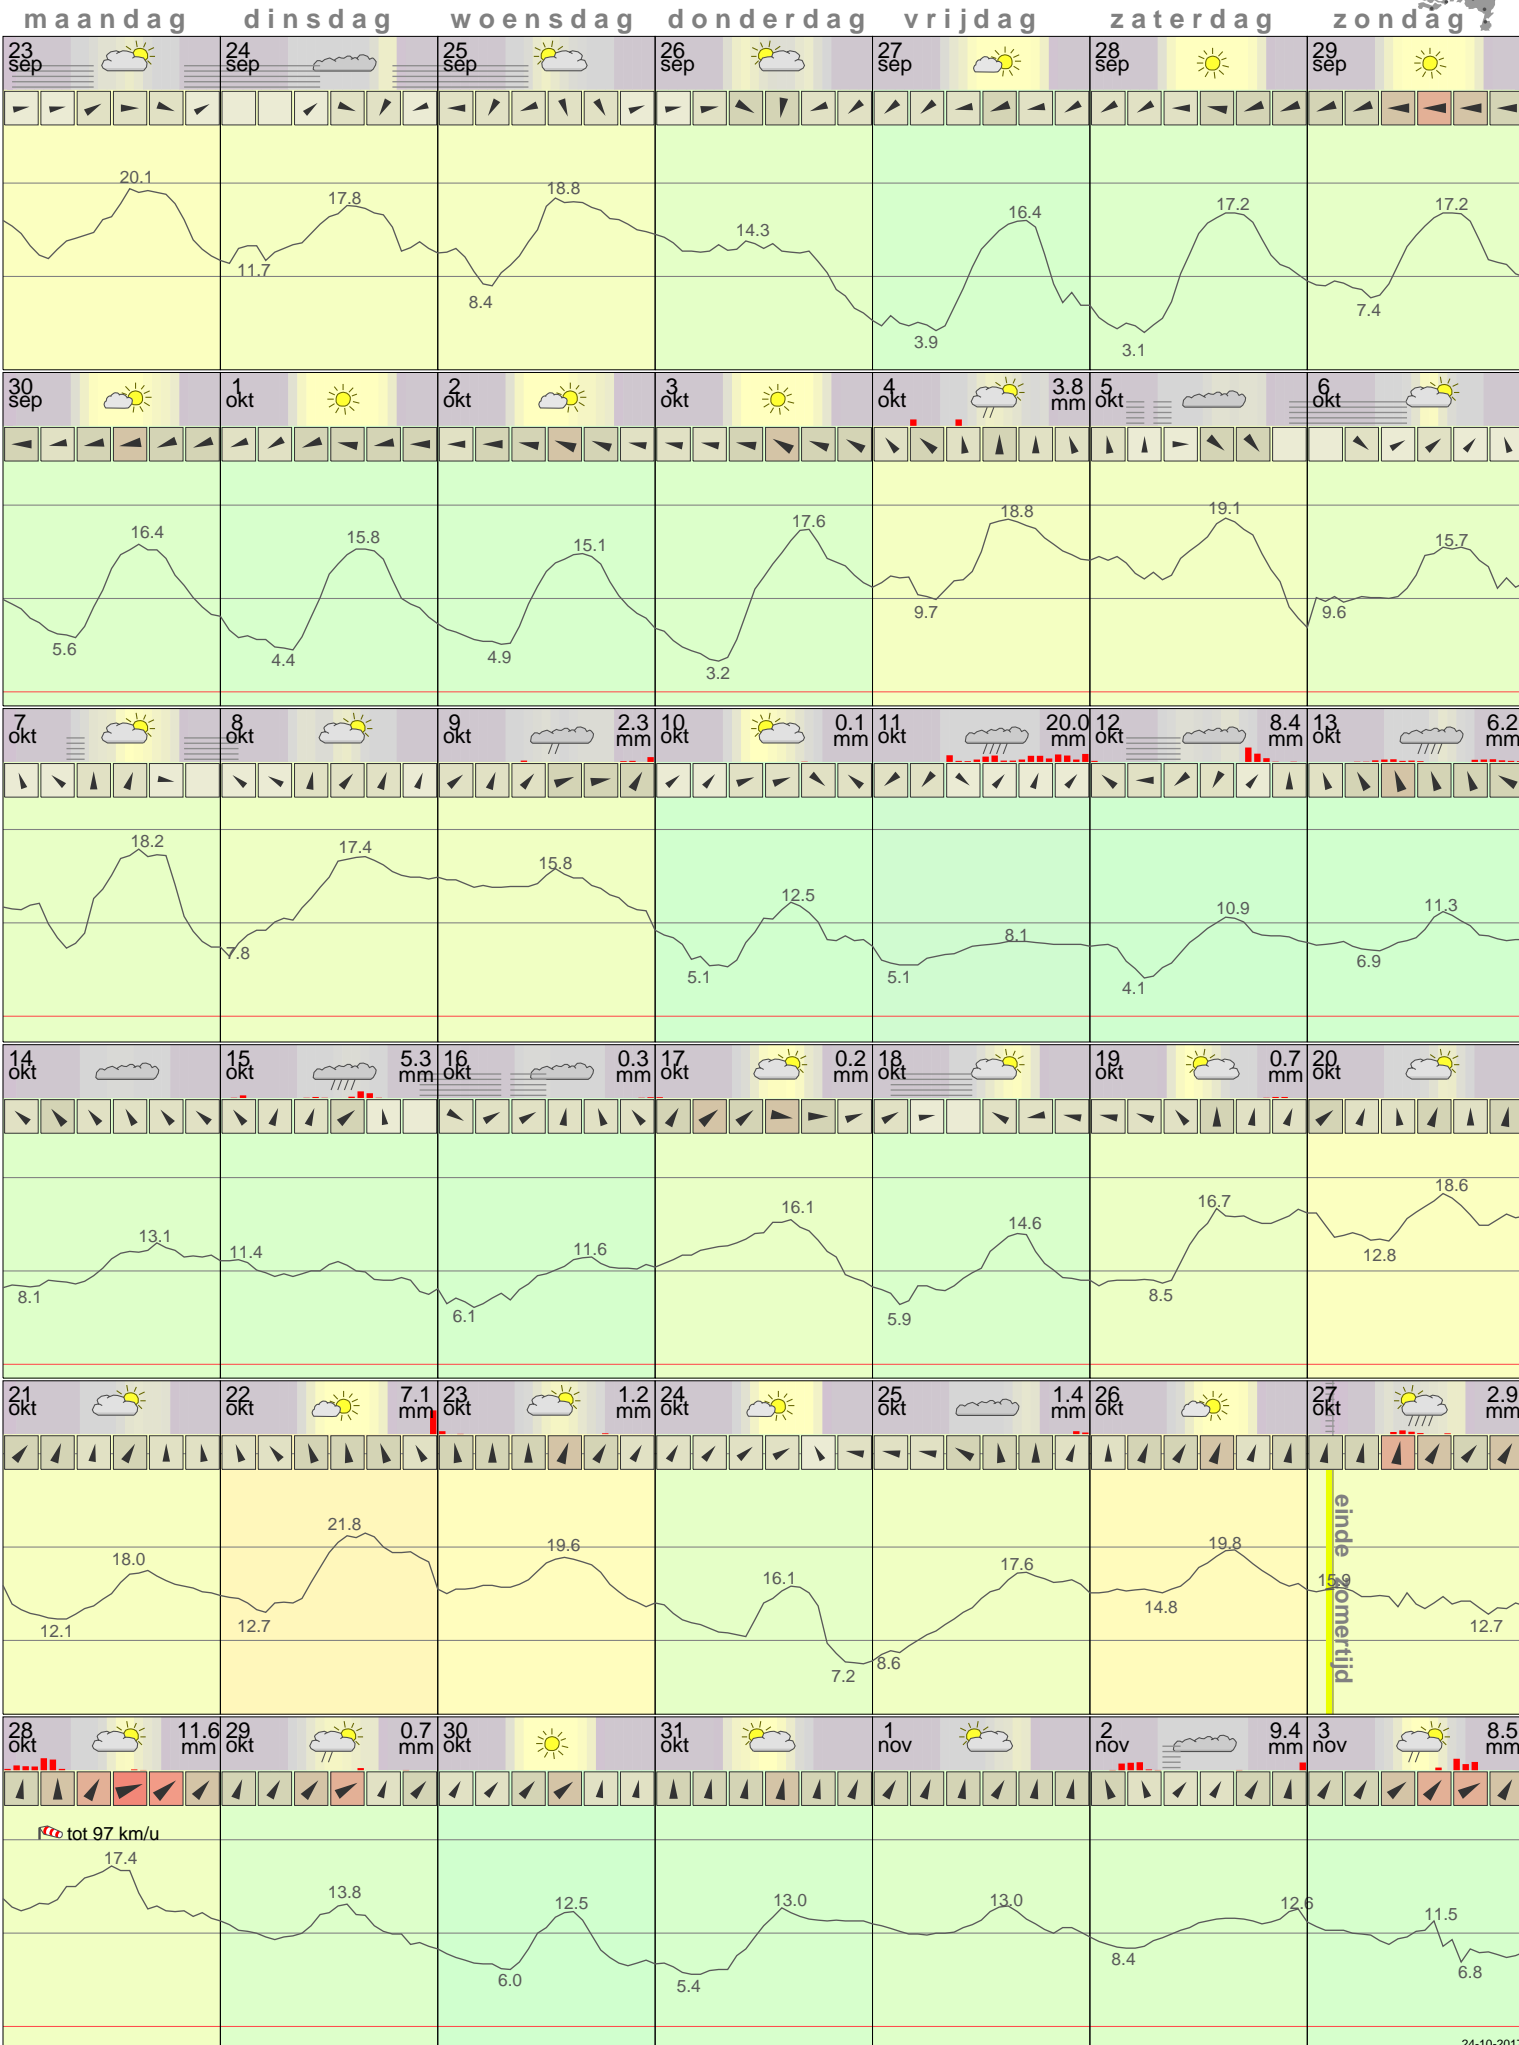 maandag dinsdag woensdag donderdag vrijdag zaterdag zondag
23 sep 24 sep 25 sep 26 sep 27 sep 28 sep 29 sep
20.1 11.7 17.8 8.4 18.8 14.3 3.9 16.4 3.1 17.2 7.4 17.2
30 sep 1 okt 2 okt 3 okt 4 okt 3.8 mm 5 okt 6 okt
5.6 16.4 4.4 15.8 4.9 15.1 3.2 17.6 9.7 18.8 19.1 9.6 15.7
7 okt 8 okt 9 okt 2.3 mm 10 okt 0.1 mm 11 okt 20.0 mm 12 okt 8.4 mm 13 okt 6.2 mm
18.2 7.8 17.4 15.8 5.1 12.5 5.1 8.1 4.1 10.9 6.9 11.3
14 okt 15 okt 5.3 mm 16 okt 0.3 mm 17 okt 0.2 mm 18 okt 19 okt 0.7 mm 20 okt
8.1 13.1 11.4 6.1 11.6 16.1 5.9 14.6 8.5 16.7 12.8 18.6
21 okt 22 okt 7.1 mm 23 okt 1.2 mm 24 okt 25 okt 1.4 mm 26 okt 27 okt 2.9 mm
12.1 18.0 12.7 21.8 19.6 16.1 7.2 8.6 17.6 14.8 19.8 15.9 12.7
einde zomertijd
28 okt 11.6 mm 29 okt 0.7 mm 30 okt 31 okt 1 nov 2 nov 9.4 mm 3 nov 8.5 mm
tot 97 km/u
17.4 13.8 6.0 12.5 5.4 13.0 13.0 8.4 12.6 11.5 6.8